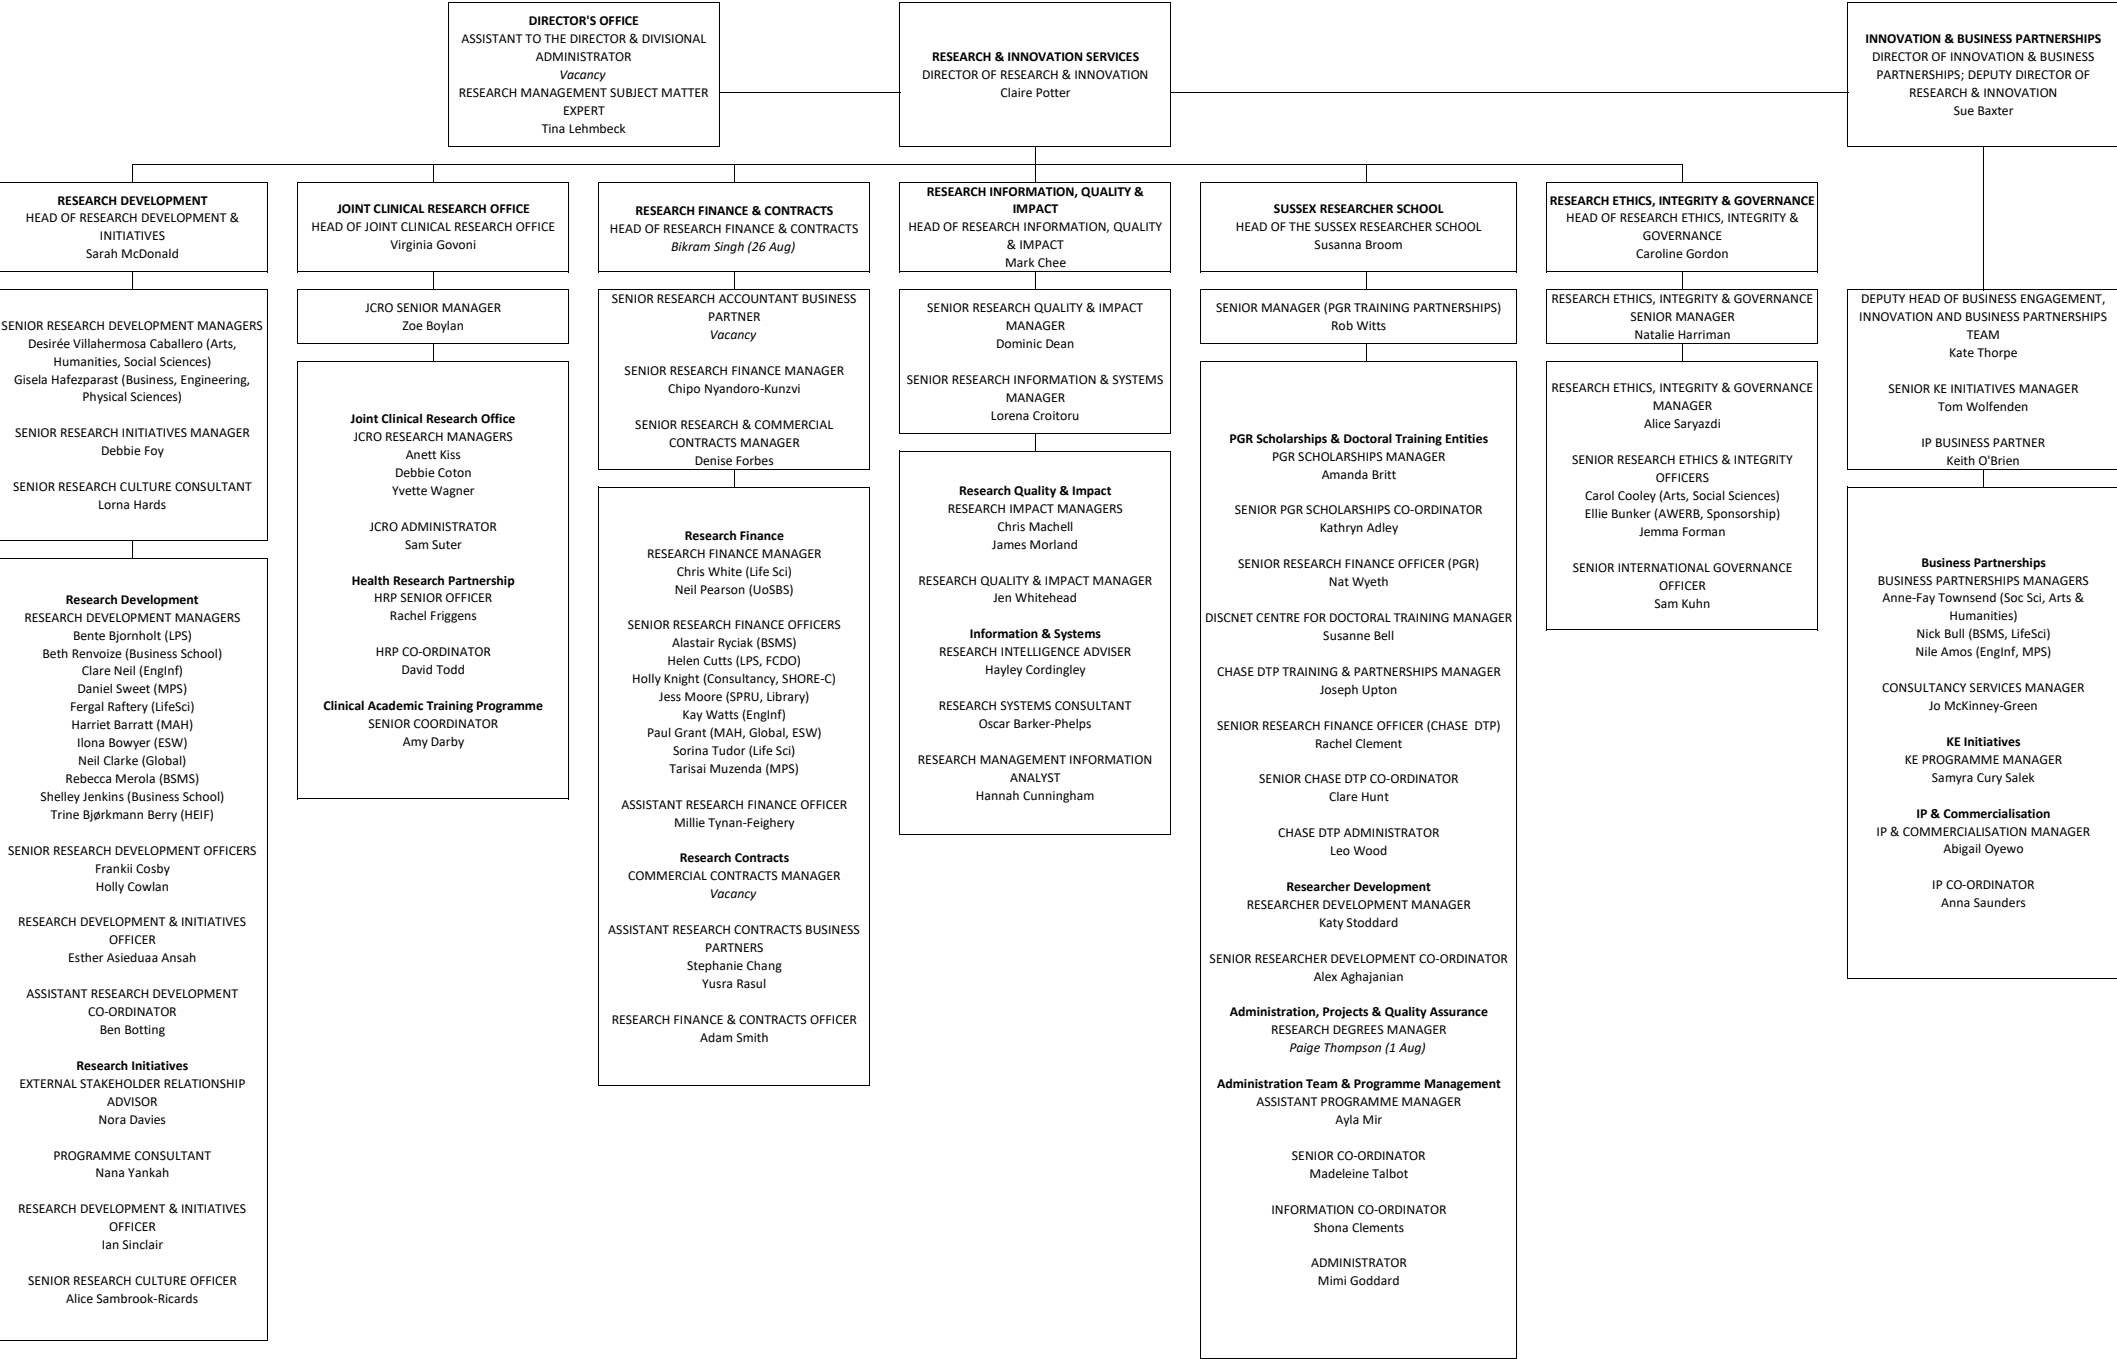 DIRECTOR'S OFFICE
ASSISTANT TO THE DIRECTOR & DIVISIONAL
ADMINISTRATOR
Vacancy
RESEARCH MANAGEMENT SUBJECT MATTER
EXPERT
Tina Lehmbeck
RESEARCH & INNOVATION SERVICES
DIRECTOR OF RESEARCH & INNOVATION
Claire Potter
INNOVATION & BUSINESS PARTNERSHIPS
DIRECTOR OF INNOVATION & BUSINESS
PARTNERSHIPS; DEPUTY DIRECTOR OF
RESEARCH & INNOVATION
Sue Baxter
RESEARCH DEVELOPMENT
HEAD OF RESEARCH DEVELOPMENT &
INITIATIVES
Sarah McDonald
SENIOR RESEARCH DEVELOPMENT MANAGERS
Desirée Villahermosa Caballero (Arts,
Humanities, Social Sciences)
Gisela Hafezparast (Business, Engineering,
Physical Sciences)
SENIOR RESEARCH INITIATIVES MANAGER
Debbie Foy
SENIOR RESEARCH CULTURE CONSULTANT
Lorna Hards
Research Development
RESEARCH DEVELOPMENT MANAGERS
Bente Bjornholt (LPS)
Beth Renvoize (Business School)
Clare Neil (EngInf)
Daniel Sweet (MPS)
Fergal Raftery (LifeSci)
Harriet Barratt (MAH)
Ilona Bowyer (ESW)
Neil Clarke (Global)
Rebecca Merola (BSMS)
Shelley Jenkins (Business School)
Trine Bjørkmann Berry (HEIF)
SENIOR RESEARCH DEVELOPMENT OFFICERS
Frankii Cosby
Holly Cowlan
RESEARCH DEVELOPMENT & INITIATIVES
OFFICER
Esther Asieduaa Ansah
ASSISTANT RESEARCH DEVELOPMENT
CO-ORDINATOR
Ben Botting
Research Initiatives
EXTERNAL STAKEHOLDER RELATIONSHIP
ADVISOR
Nora Davies
PROGRAMME CONSULTANT
Nana Yankah
RESEARCH DEVELOPMENT & INITIATIVES
OFFICER
Ian Sinclair
SENIOR RESEARCH CULTURE OFFICER
Alice Sambrook-Ricards
JOINT CLINICAL RESEARCH OFFICE
HEAD OF JOINT CLINICAL RESEARCH OFFICE
Virginia Govoni
JCRO SENIOR MANAGER
Zoe Boylan
Joint Clinical Research Office
JCRO RESEARCH MANAGERS
Anett Kiss
Debbie Coton
Yvette Wagner
JCRO ADMINISTRATOR
Sam Suter
Health Research Partnership
HRP SENIOR OFFICER
Rachel Friggens
HRP CO-ORDINATOR
David Todd
Clinical Academic Training Programme
SENIOR COORDINATOR
Amy Darby
RESEARCH FINANCE & CONTRACTS
HEAD OF RESEARCH FINANCE & CONTRACTS
Bikram Singh (26 Aug)
SENIOR RESEARCH ACCOUNTANT BUSINESS
PARTNER
Vacancy
SENIOR RESEARCH FINANCE MANAGER
Chipo Nyandoro-Kunzvi
SENIOR RESEARCH & COMMERCIAL
CONTRACTS MANAGER
Denise Forbes
Research Finance
RESEARCH FINANCE MANAGER
Chris White (Life Sci)
Neil Pearson (UoSBS)
SENIOR RESEARCH FINANCE OFFICERS
Alastair Ryciak (BSMS)
Helen Cutts (LPS, FCDO)
Holly Knight (Consultancy, SHORE-C)
Jess Moore (SPRU, Library)
Kay Watts (EngInf)
Paul Grant (MAH, Global, ESW)
Sorina Tudor (Life Sci)
Tarisai Muzenda (MPS)
ASSISTANT RESEARCH FINANCE OFFICER
Millie Tynan-Feighery
Research Contracts
COMMERCIAL CONTRACTS MANAGER
Vacancy
ASSISTANT RESEARCH CONTRACTS BUSINESS
PARTNERS
Stephanie Chang
Yusra Rasul
RESEARCH FINANCE & CONTRACTS OFFICER
Adam Smith
RESEARCH INFORMATION, QUALITY &
IMPACT
HEAD OF RESEARCH INFORMATION, QUALITY
& IMPACT
Mark Chee
SENIOR RESEARCH QUALITY & IMPACT
MANAGER
Dominic Dean
SENIOR RESEARCH INFORMATION & SYSTEMS
MANAGER
Lorena Croitoru
Research Quality & Impact
RESEARCH IMPACT MANAGERS
Chris Machell
James Morland
RESEARCH QUALITY & IMPACT MANAGER
Jen Whitehead
Information & Systems
RESEARCH INTELLIGENCE ADVISER
Hayley Cordingley
RESEARCH SYSTEMS CONSULTANT
Oscar Barker-Phelps
RESEARCH MANAGEMENT INFORMATION
ANALYST
Hannah Cunningham
SUSSEX RESEARCHER SCHOOL
HEAD OF THE SUSSEX RESEARCHER SCHOOL
Susanna Broom
SENIOR MANAGER (PGR TRAINING PARTNERSHIPS)
Rob Witts
PGR Scholarships & Doctoral Training Entities
PGR SCHOLARSHIPS MANAGER
Amanda Britt
SENIOR PGR SCHOLARSHIPS CO-ORDINATOR
Kathryn Adley
SENIOR RESEARCH FINANCE OFFICER (PGR)
Nat Wyeth
DISCNET CENTRE FOR DOCTORAL TRAINING MANAGER
Susanne Bell
CHASE DTP TRAINING & PARTNERSHIPS MANAGER
Joseph Upton
SENIOR RESEARCH FINANCE OFFICER (CHASE DTP)
Rachel Clement
SENIOR CHASE DTP CO-ORDINATOR
Clare Hunt
CHASE DTP ADMINISTRATOR
Leo Wood
Researcher Development
RESEARCHER DEVELOPMENT MANAGER
Katy Stoddard
SENIOR RESEARCHER DEVELOPMENT CO-ORDINATOR
Alex Aghajanian
Administration, Projects & Quality Assurance
RESEARCH DEGREES MANAGER
Paige Thompson (1 Aug)
Administration Team & Programme Management
ASSISTANT PROGRAMME MANAGER
Ayla Mir
SENIOR CO-ORDINATOR
Madeleine Talbot
INFORMATION CO-ORDINATOR
Shona Clements
ADMINISTRATOR
Mimi Goddard
RESEARCH ETHICS, INTEGRITY & GOVERNANCE
HEAD OF RESEARCH ETHICS, INTEGRITY &
GOVERNANCE
Caroline Gordon
RESEARCH ETHICS, INTEGRITY & GOVERNANCE
SENIOR MANAGER
Natalie Harriman
RESEARCH ETHICS, INTEGRITY & GOVERNANCE
MANAGER
Alice Saryazdi
SENIOR RESEARCH ETHICS & INTEGRITY
OFFICERS
Carol Cooley (Arts, Social Sciences)
Ellie Bunker (AWERB, Sponsorship)
Jemma Forman
SENIOR INTERNATIONAL GOVERNANCE
OFFICER
Sam Kuhn
DEPUTY HEAD OF BUSINESS ENGAGEMENT,
INNOVATION AND BUSINESS PARTNERSHIPS
TEAM
Kate Thorpe
SENIOR KE INITIATIVES MANAGER
Tom Wolfenden
IP BUSINESS PARTNER
Keith O'Brien
Business Partnerships
BUSINESS PARTNERSHIPS MANAGERS
Anne-Fay Townsend (Soc Sci, Arts &
Humanities)
Nick Bull (BSMS, LifeSci)
Nile Amos (EngInf, MPS)
CONSULTANCY SERVICES MANAGER
Jo McKinney-Green
KE Initiatives
KE PROGRAMME MANAGER
Samyra Cury Salek
IP & Commercialisation
IP & COMMERCIALISATION MANAGER
Abigail Oyewo
IP CO-ORDINATOR
Anna Saunders